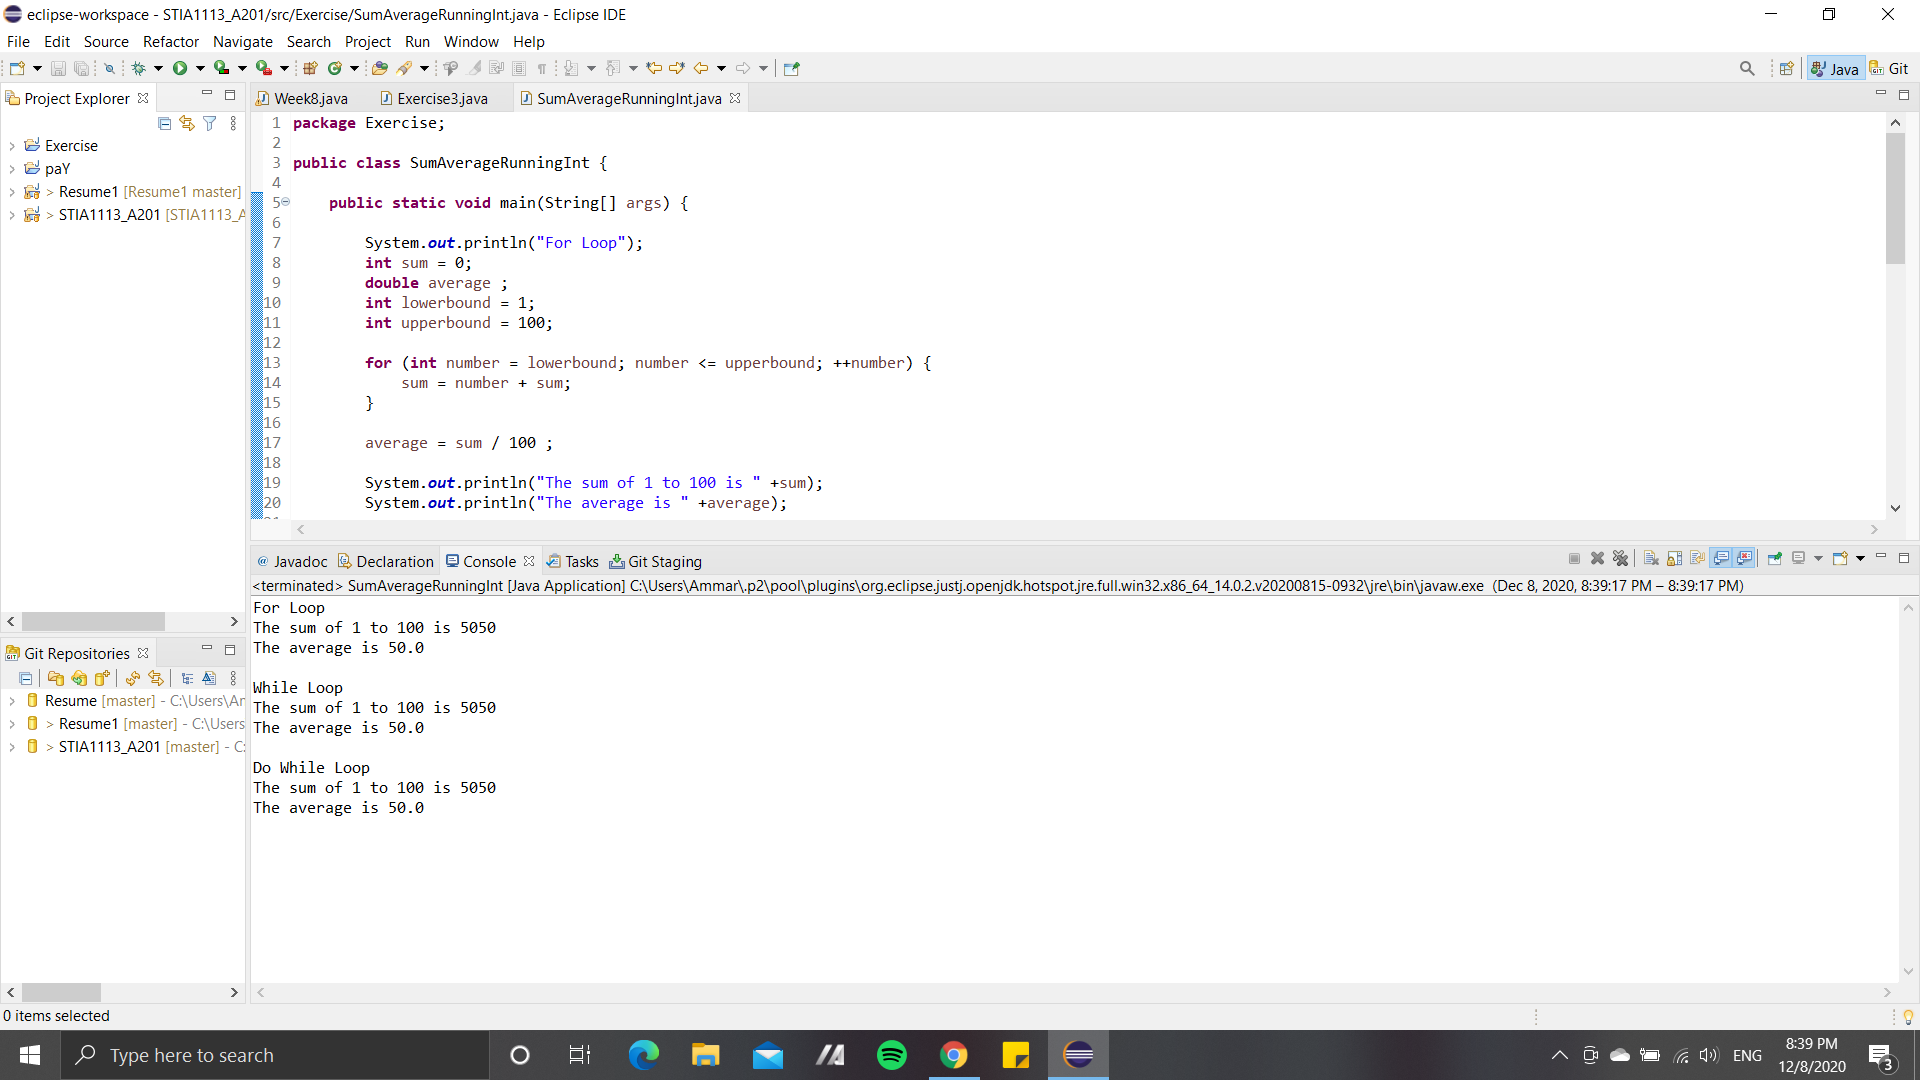 eclipse-workspace - STIA1113_A201/src/Exercise/SumAverageRunningInt.java - Eclipse IDE
File Edit Source Refactor Navigate Search Project Run Window Help
Java Git
Project Explorer
Exercise
paY
> Resume1 [Resume1 master]
> STIA1113_A201 [STIA1113_A
Week8.java Exercise3.java SumAverageRunningInt.java
1 package Exercise;
2
3 public class SumAverageRunningInt {
4
5 public static void main(String[] args) {
6
7 System.out.println("For Loop");
8 int sum = 0;
9 double average ;
10 int lowerbound = 1;
11 int upperbound = 100;
12
13 for (int number = lowerbound; number <= upperbound; ++number) {
14 sum = number + sum;
15 }
16
17 average = sum / 100 ;
18
19 System.out.println("The sum of 1 to 100 is " +sum);
20 System.out.println("The average is " +average);
Git Repositories
Resume [master] - C:\Users\Ar
> Resume1 [master] - C:\Users
> STIA1113_A201 [master] - C:
@ Javadoc Declaration Console Tasks Git Staging
<terminated> SumAverageRunningInt [Java Application] C:\Users\Ammar\.p2\pool\plugins\org.eclipse.justj.openjdk.hotspot.jre.full.win32.x86_64_14.0.2.v20200815-0932\jre\bin\javaw.exe (Dec 8, 2020, 8:39:17 PM – 8:39:17 PM)
For Loop
The sum of 1 to 100 is 5050
The average is 50.0
While Loop
The sum of 1 to 100 is 5050
The average is 50.0
Do While Loop
The sum of 1 to 100 is 5050
The average is 50.0
0 items selected
Type here to search
ENG
8:39 PM
12/8/2020
3